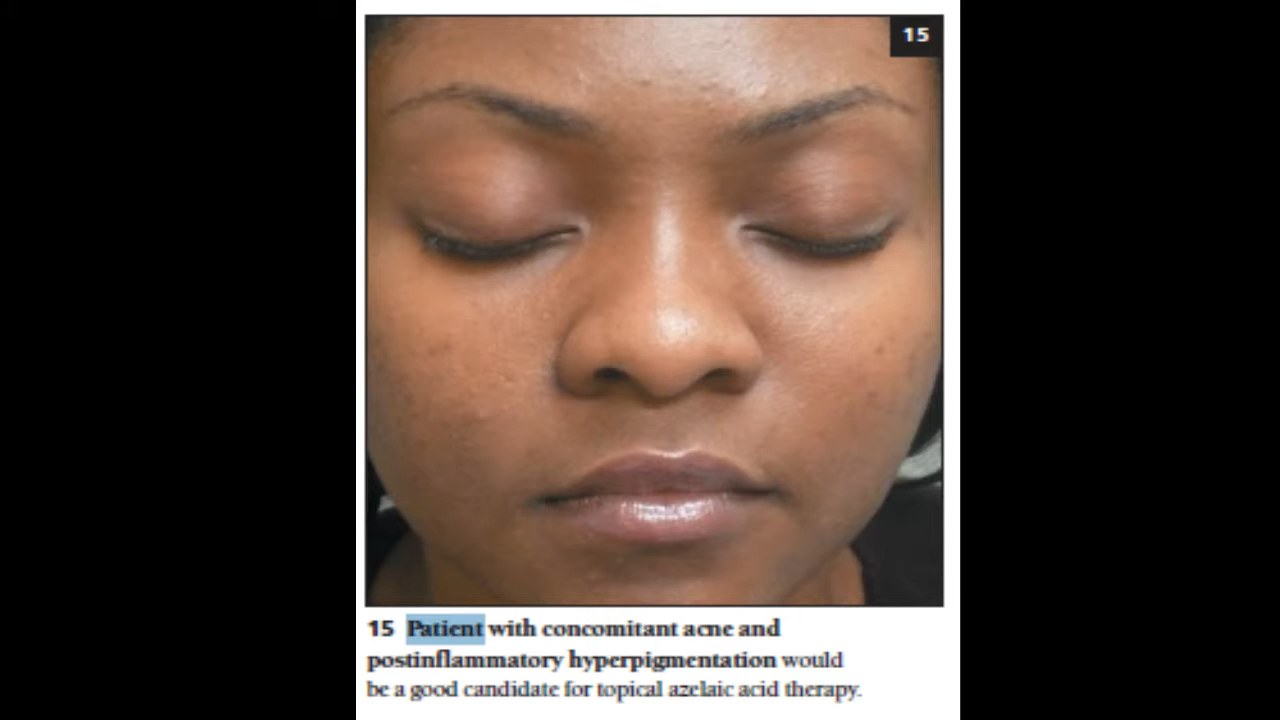 15
15 Patient with concomitant acne and
postinflammatory hyperpigmentation would
be a good candidate for topical azelaic acid therapy.